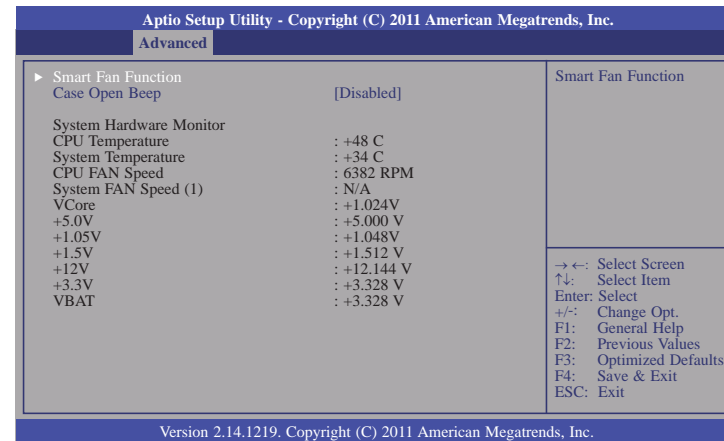 Aptio Setup Utility - Copyright (C) 2011 American Megatrends, Inc.
Advanced
► Smart Fan Function
Case Open Beep [Disabled]
System Hardware Monitor
CPU Temperature : +48 C
System Temperature : +34 C
CPU FAN Speed : 6382 RPM
System FAN Speed (1) : N/A
VCore : +1.024V
+5.0V : +5.000 V
+1.05V : +1.048V
+1.5V : +1.512 V
+12V : +12.144 V
+3.3V : +3.328 V
VBAT : +3.328 V
Smart Fan Function
→←: Select Screen
↑↓: Select Item
Enter: Select
+/-: Change Opt.
F1: General Help
F2: Previous Values
F3: Optimized Defaults
F4: Save & Exit
ESC: Exit
Version 2.14.1219. Copyright (C) 2011 American Megatrends, Inc.